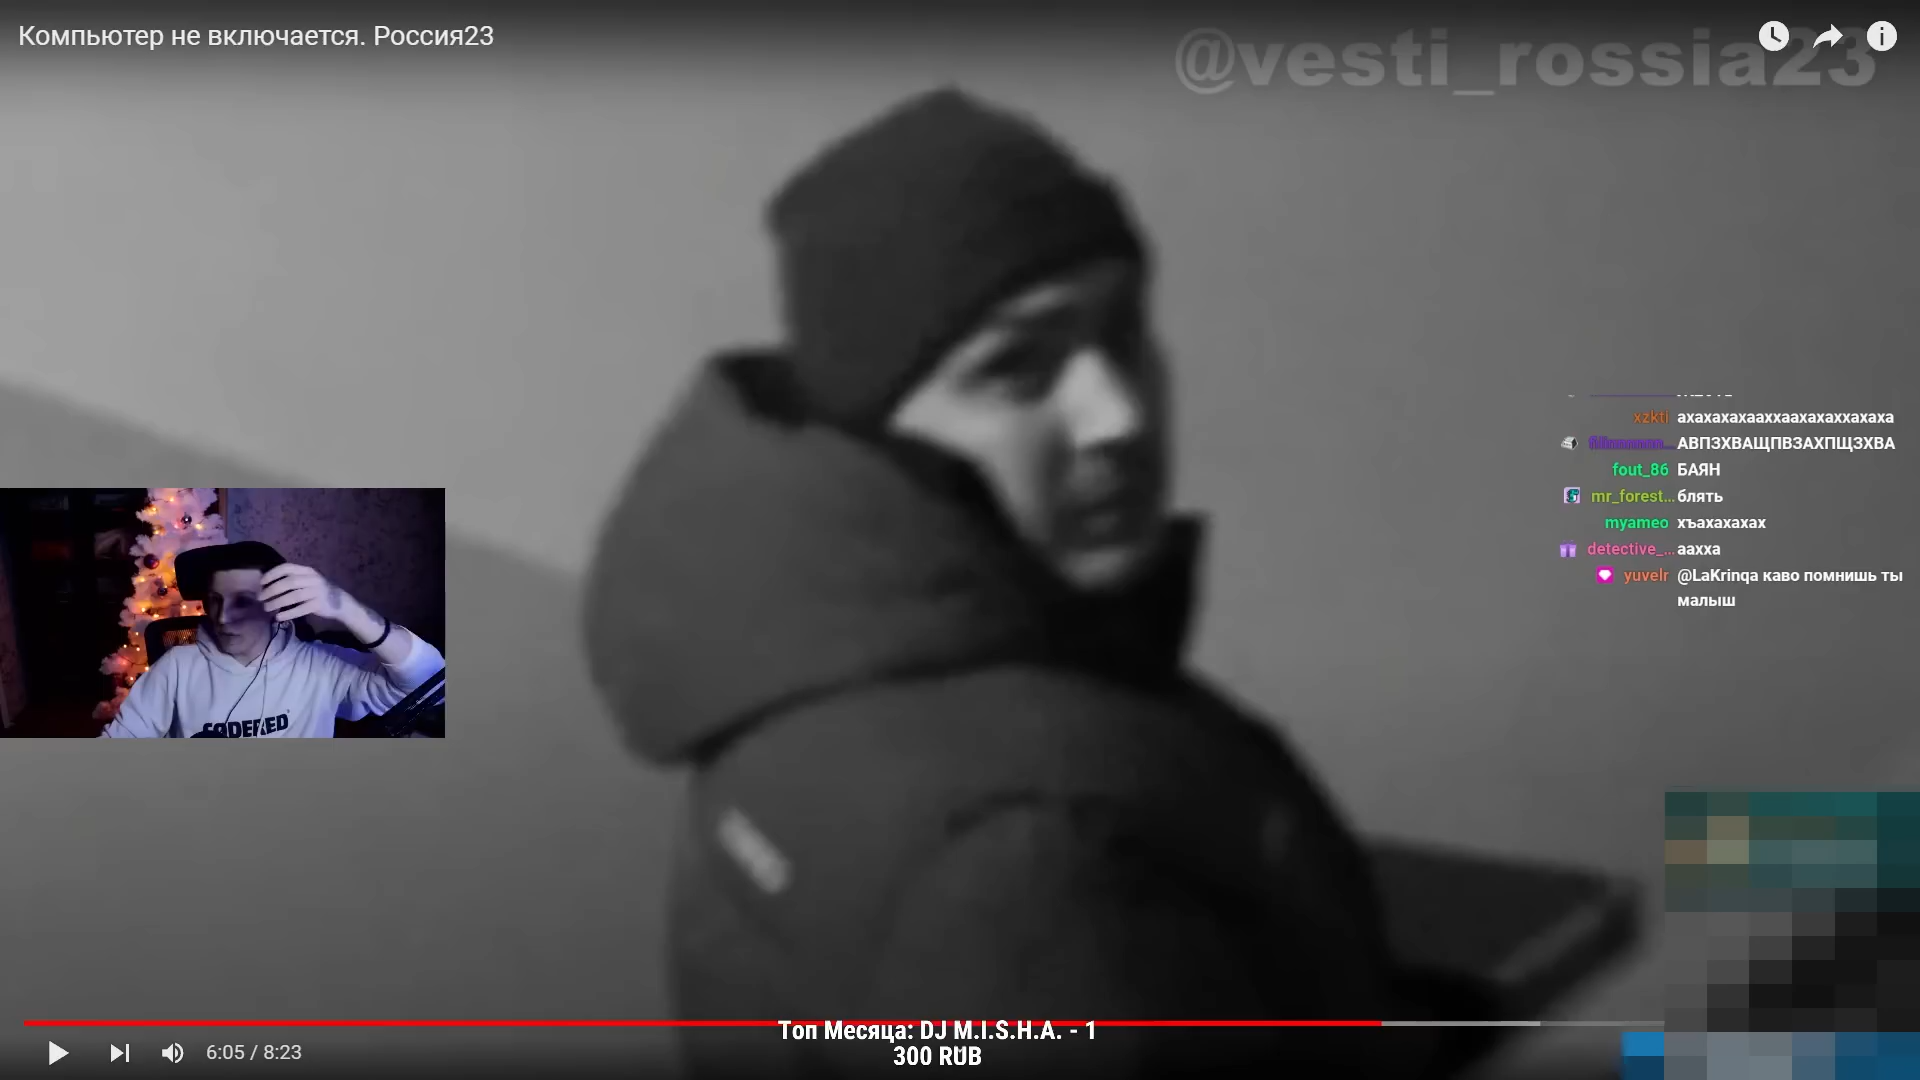 Компьютер не включается. Россия23
@vesti_rossia23
xzkti ахахахахааххаахахаххахаха
АВПЗХВАЩПВЗАХПЩЗХВА
fout_86 БАЯН
mr_forest... блять
myameo хъахахахах
detective_... аахха
yuvelr @LaKrinqa каво помнишь ты
малыш
CODERED
Топ Месяца: DJ M.I.S.H.A. - 1
300 RUB
6:05 / 8:23